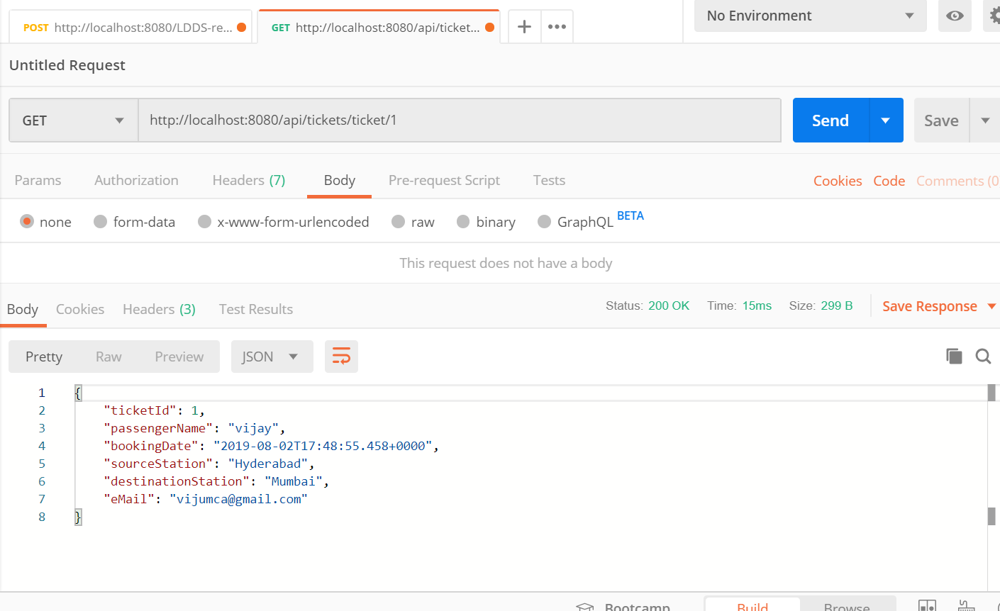 POST http://localhost:8080/LDDS-re... GET http://localhost:8080/api/ticket... No Environment
Untitled Request
GET http://localhost:8080/api/tickets/ticket/1 Send Save
Params Authorization Headers (7) Body Pre-request Script Tests Cookies Code Comments (0
none form-data x-www-form-urlencoded raw binary GraphQL BETA
This request does not have a body
Body Cookies Headers (3) Test Results Status: 200 OK Time: 15ms Size: 299 B Save Response
Pretty Raw Preview JSON
1 {
2 "ticketId": 1,
3 "passengerName": "vijay",
4 "bookingDate": "2019-08-02T17:48:55.458+0000",
5 "sourceStation": "Hyderabad",
6 "destinationStation": "Mumbai",
7 "eMail": "vijumca@gmail.com"
8 }
Bootcamp Build Browse